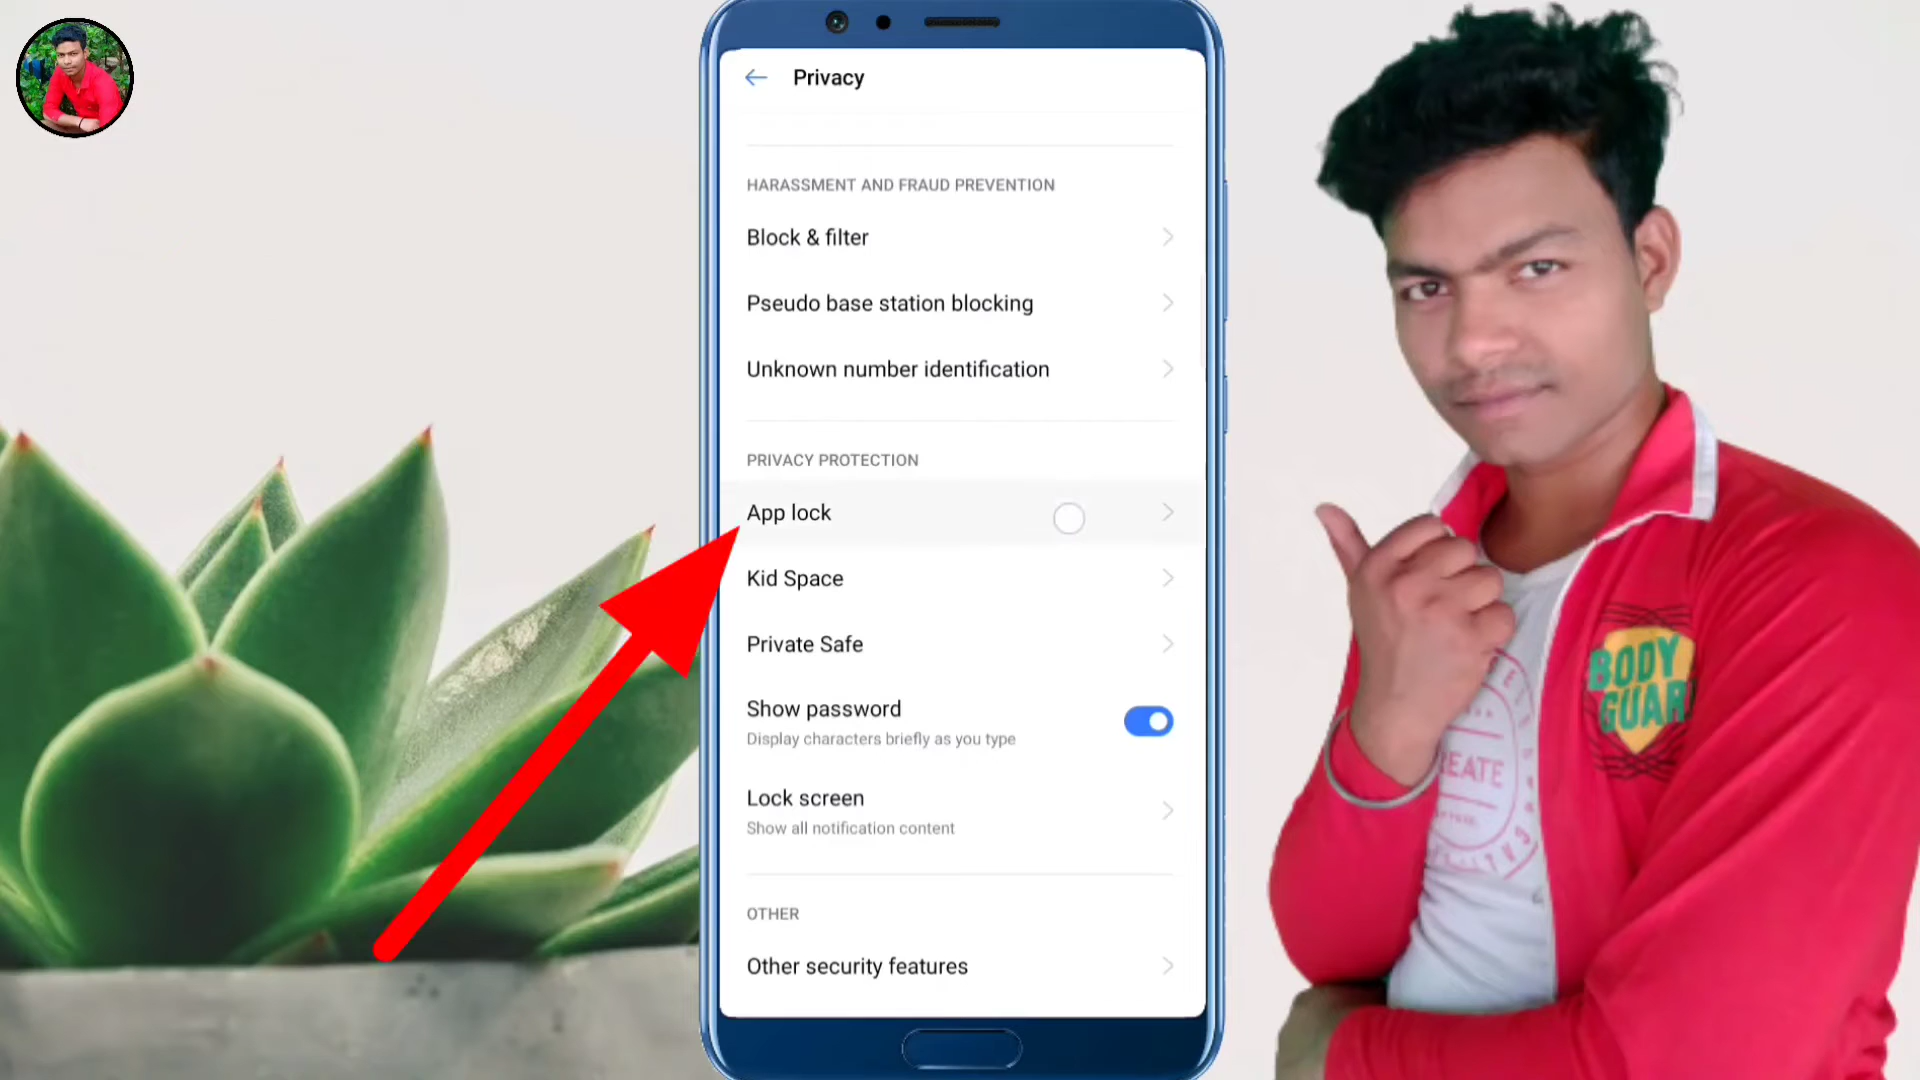 Privacy
HARASSMENT AND FRAUD PREVENTION
Block & filter
Pseudo base station blocking
Unknown number identification
PRIVACY PROTECTION
App lock
Kid Space
Private Safe
Show password
Display characters briefly as you type
Lock screen
Show all notification content
OTHER
Other security features
BODY
GUAR